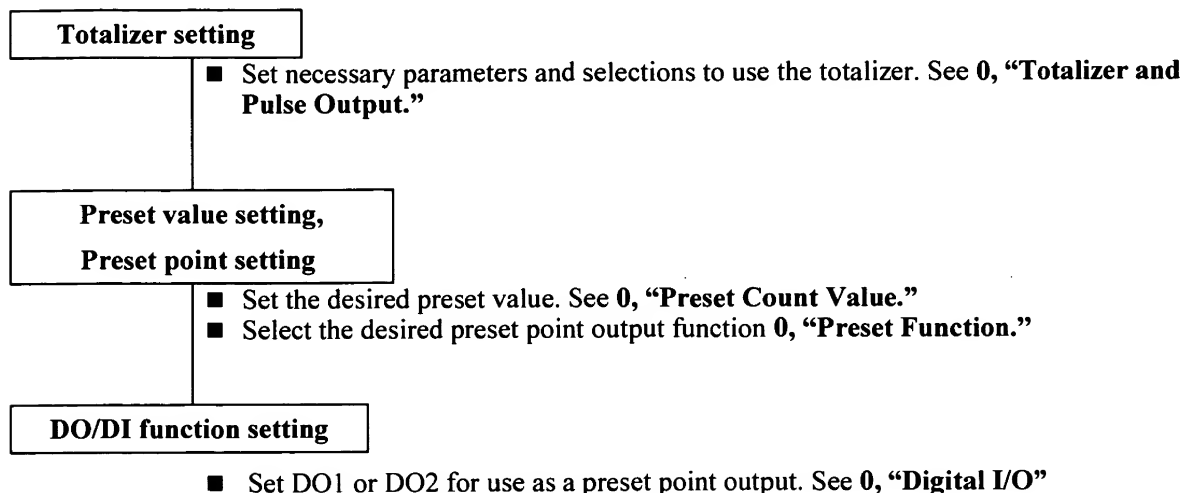 Totalizer setting
■ Set necessary parameters and selections to use the totalizer. See 0, “Totalizer and
Pulse Output.”
Preset value setting,
Preset point setting
■ Set the desired preset value. See 0, “Preset Count Value.”
■ Select the desired preset point output function 0, “Preset Function.”
DO/DI function setting
■ Set DO1 or DO2 for use as a preset point output. See 0, “Digital I/O”